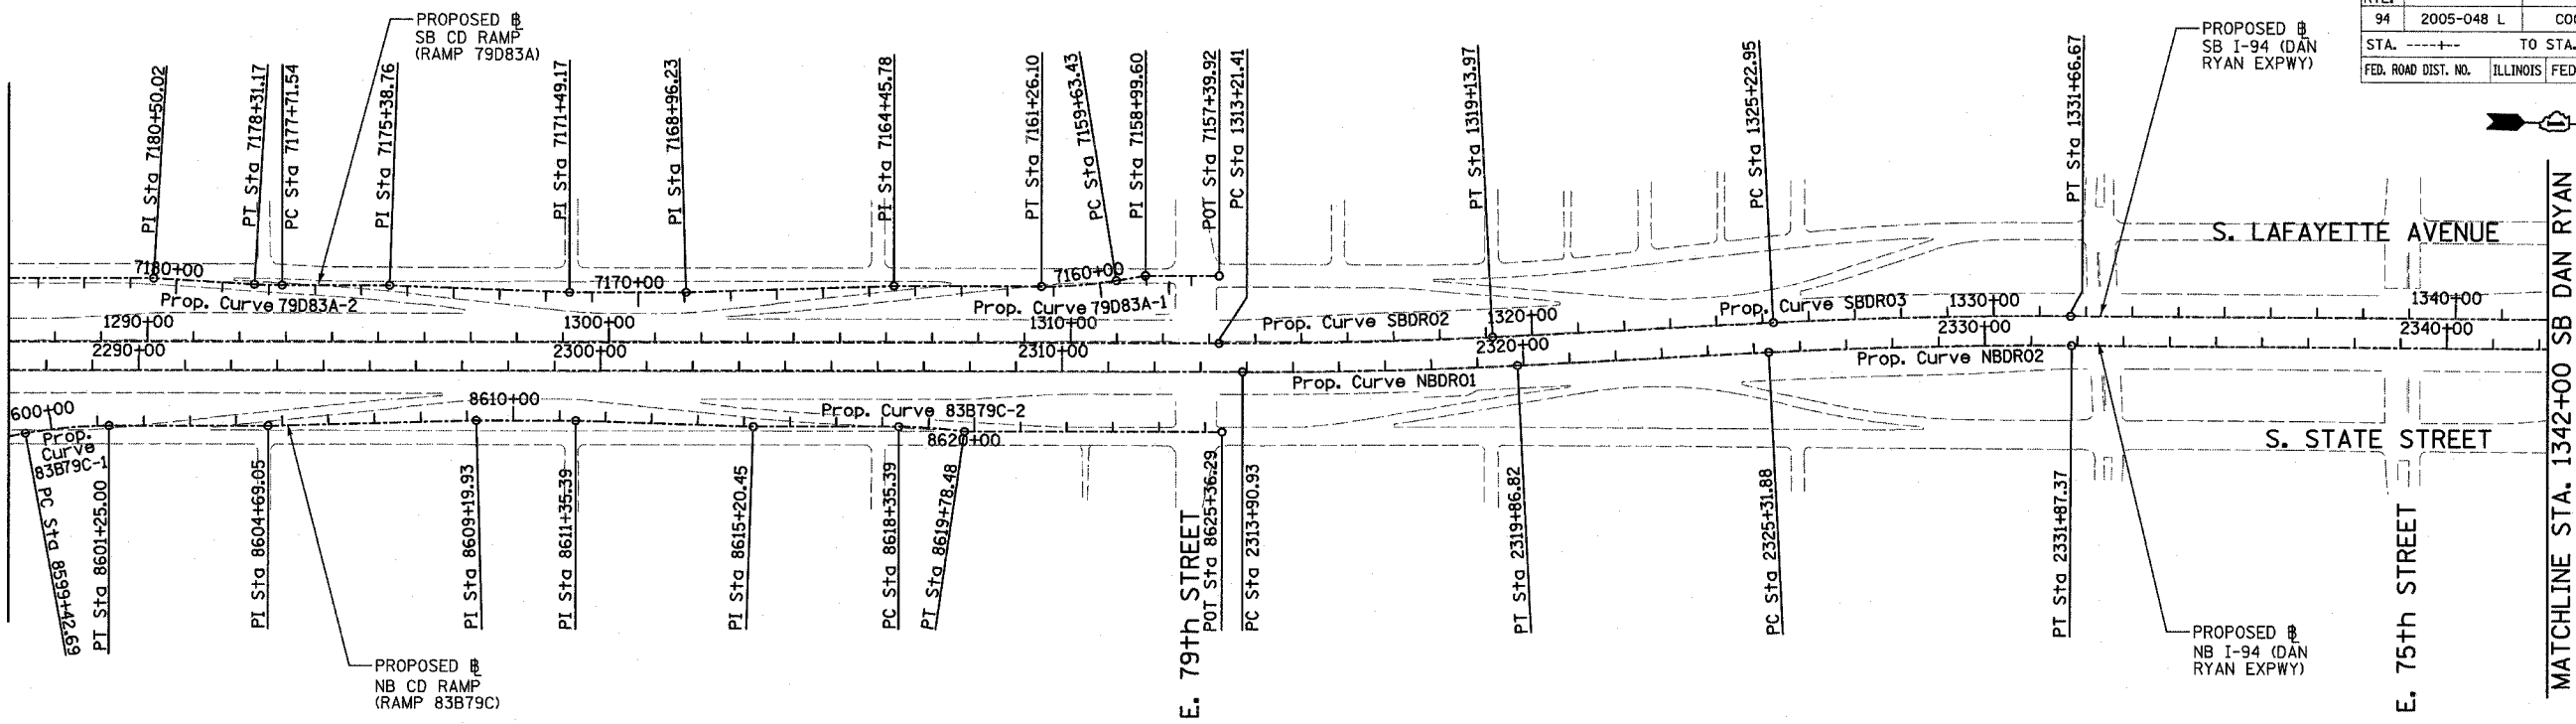 PROPOSED ℄
SB CD RAMP
(RAMP 79D83A)
PROPOSED ℄
SB I-94 (DAN
RYAN EXPWY)
94 2005-048 L
STA. ----+-- TO STA.
FED. ROAD DIST. NO. ILLINOIS FED
PI Sta 7180+50.02
PT Sta 7178+31.17
PC Sta 7177+71.54
PI Sta 7175+38.76
PI Sta 7171+49.17
PI Sta 7168+96.23
PI Sta 7164+45.78
PT Sta 7161+26.10
PC Sta 7159+63.43
PI Sta 7158+99.60
POT Sta 7157+39.92
PC Sta 1313+21.41
PT Sta 1319+13.97
PC Sta 1325+22.95
PT Sta 1331+66.67
S. LAFAYETTE AVENUE
7180+00
7170+00
7160+00
Prop. Curve 79D83A-2
Prop. Curve 79D83A-1
1290+00
1300+00
1310+00
Prop. Curve SBDR02
1320+00
Prop. Curve SBDR03
1330+00
1340+00
2290+00
2300+00
2310+00
2320+00
2330+00
2340+00
Prop. Curve NBDR01
Prop. Curve NBDR02
600+00
8610+00
8620+00
Prop.
Curve
83B79C-1
Prop. Curve 83B79C-2
S. STATE STREET
PC Sta 8599+42.69
PT Sta 8601+25.00
PI Sta 8604+69.05
PI Sta 8609+19.93
PI Sta 8611+35.39
PI Sta 8615+20.45
PC Sta 8618+35.39
PT Sta 8619+78.48
E. 79th STREET
POT Sta 8625+36.29
PC Sta 2313+90.93
PT Sta 2319+86.82
PC Sta 2325+31.88
PT Sta 2331+87.37
E. 75th STREET
MATCHLINE STA. 1342+00 SB DAN RYAN
PROPOSED ℄
NB CD RAMP
(RAMP 83B79C)
PROPOSED ℄
NB I-94 (DAN
RYAN EXPWY)